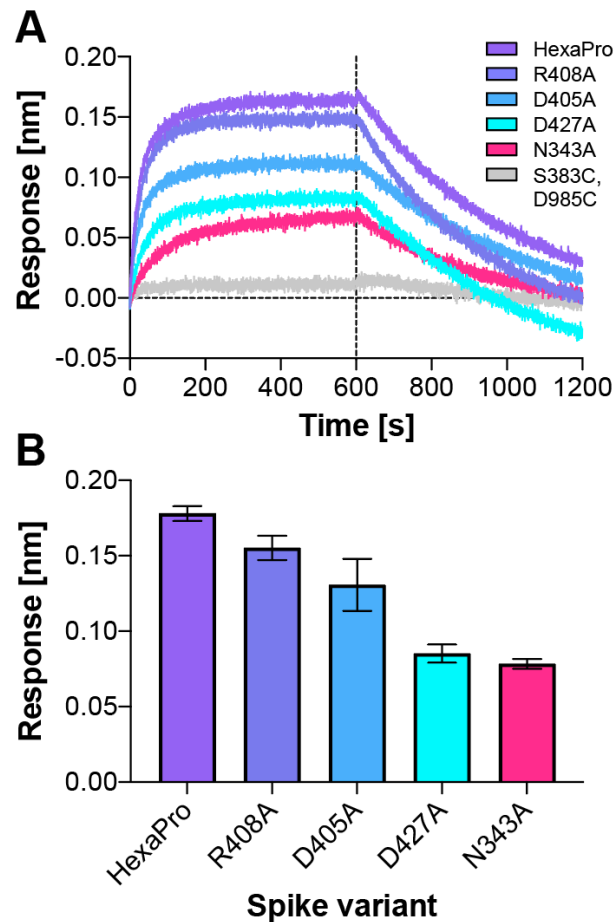 A
0.20
0.15
0.10
0.05
0.00
-0.05
Response [nm]
0
200
400
600
800
1000
1200
Time [s]
HexaPro
R408A
D405A
D427A
N343A
S383C,
D985C
B
0.20
0.15
0.10
0.05
0.00
Response [nm]
HexaPro
R408A
D405A
D427A
N343A
Spike variant